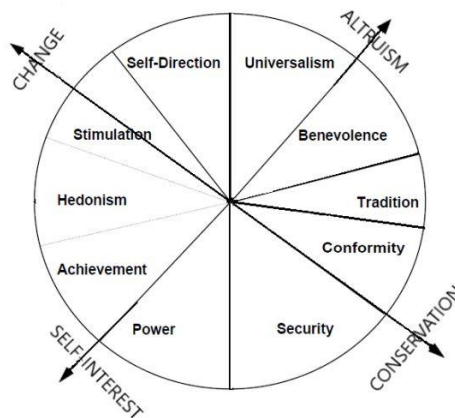 ALTRUISM
CHANGE
Self-Direction
Universalism
Stimulation
Benevolence
Hedonism
Tradition
Conformity
Achievement
Power
Security
SELF-INTEREST
CONSERVATION